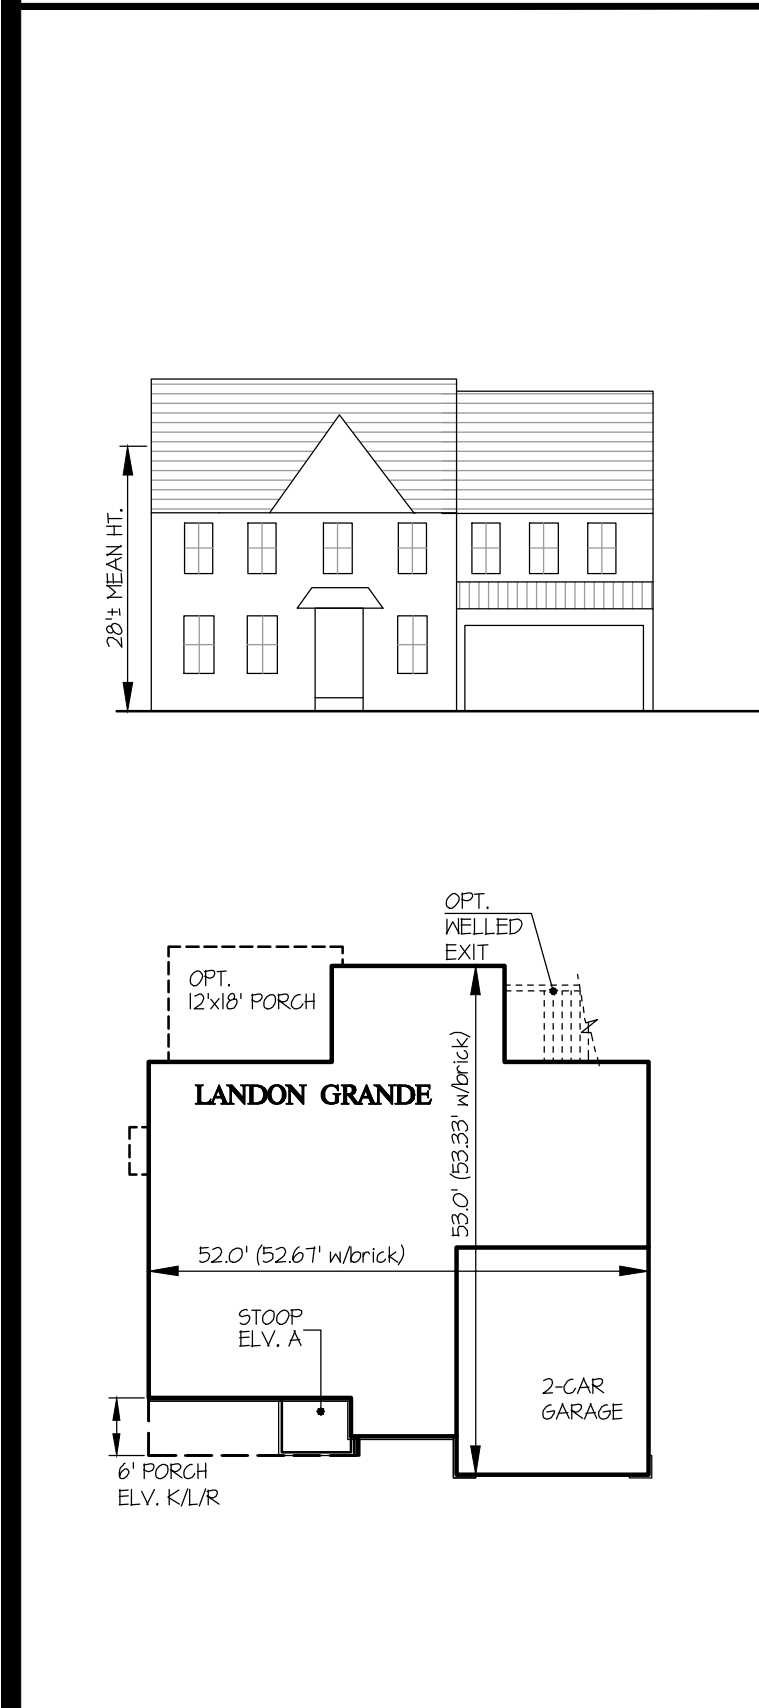 28'± MEAN HT.
OPT.
WELLED
EXIT
OPT.
12'x18' PORCH
LANDON GRANDE
53.0' (53.33' w/brick)
52.0' (52.67' w/brick)
STOOP
ELV. A
2-CAR
GARAGE
6' PORCH
ELV. K/L/R